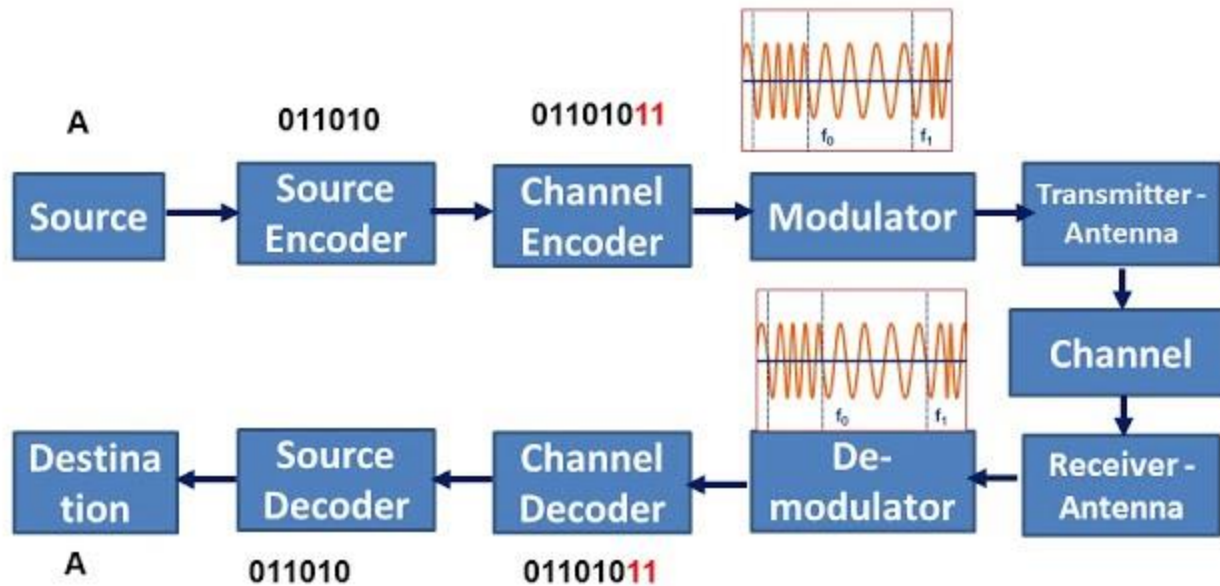 A
011010
01101011
f₀ f₁
Source
Source
Encoder
Channel
Encoder
Modulator
Transmitter -
Antenna
Channel
f₀ f₁
Destina
tion
Source
Decoder
Channel
Decoder
De-
modulator
Receiver -
Antenna
A
011010
01101011